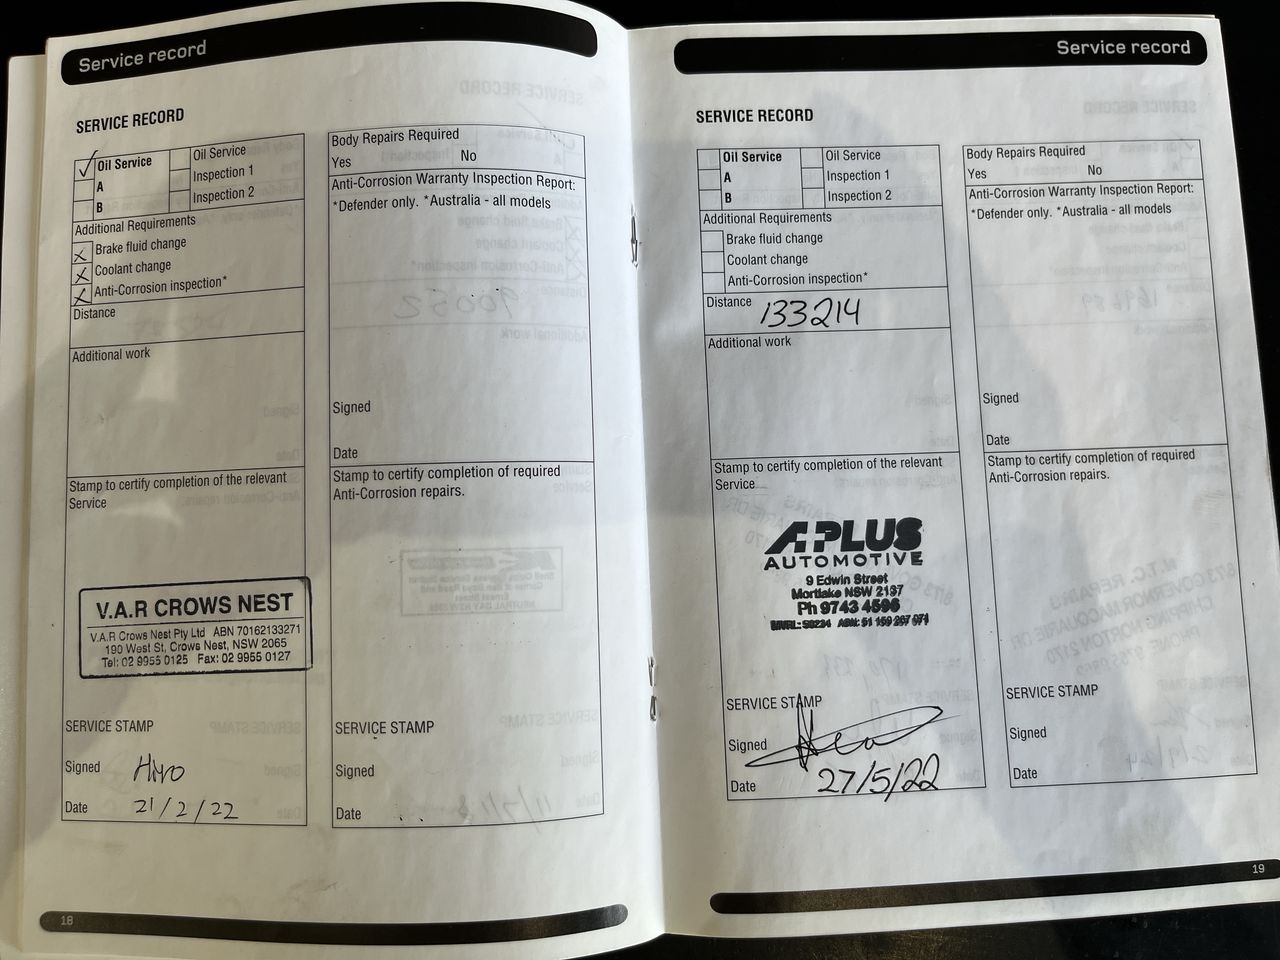 Service record
SERVICE RECORD
Oil Service
A
B
Oil Service
Inspection 1
Inspection 2
Additional Requirements
Brake fluid change
Coolant change
Anti-Corrosion inspection*
Distance
Additional work
Stamp to certify completion of the relevant
Service
V.A.R CROWS NEST
V.A.R Crows Nest Pty Ltd ABN 70162133271
190 West St, Crows Nest, NSW 2065
Tel: 02 9955 0125 Fax: 02 9955 0127
SERVICE STAMP
Signed Hiro
Date 21/2/22
Body Repairs Required
Yes No
Anti-Corrosion Warranty Inspection Report:
*Defender only. *Australia - all models
Signed
Date
Stamp to certify completion of required
Anti-Corrosion repairs.
SERVICE STAMP
Signed
Date
18
Service record
SERVICE RECORD
Oil Service
A
B
Oil Service
Inspection 1
Inspection 2
Additional Requirements
Brake fluid change
Coolant change
Anti-Corrosion inspection*
Distance 133214
Additional work
Stamp to certify completion of the relevant
Service
A PLUS
AUTOMOTIVE
9 Edwin Street
Mortlake NSW 2137
Ph 9743 4596
SERVICE STAMP
Signed
Date 27/5/22
Body Repairs Required
Yes No
Anti-Corrosion Warranty Inspection Report:
*Defender only. *Australia - all models
Signed
Date
Stamp to certify completion of required
Anti-Corrosion repairs.
SERVICE STAMP
Signed
Date
19